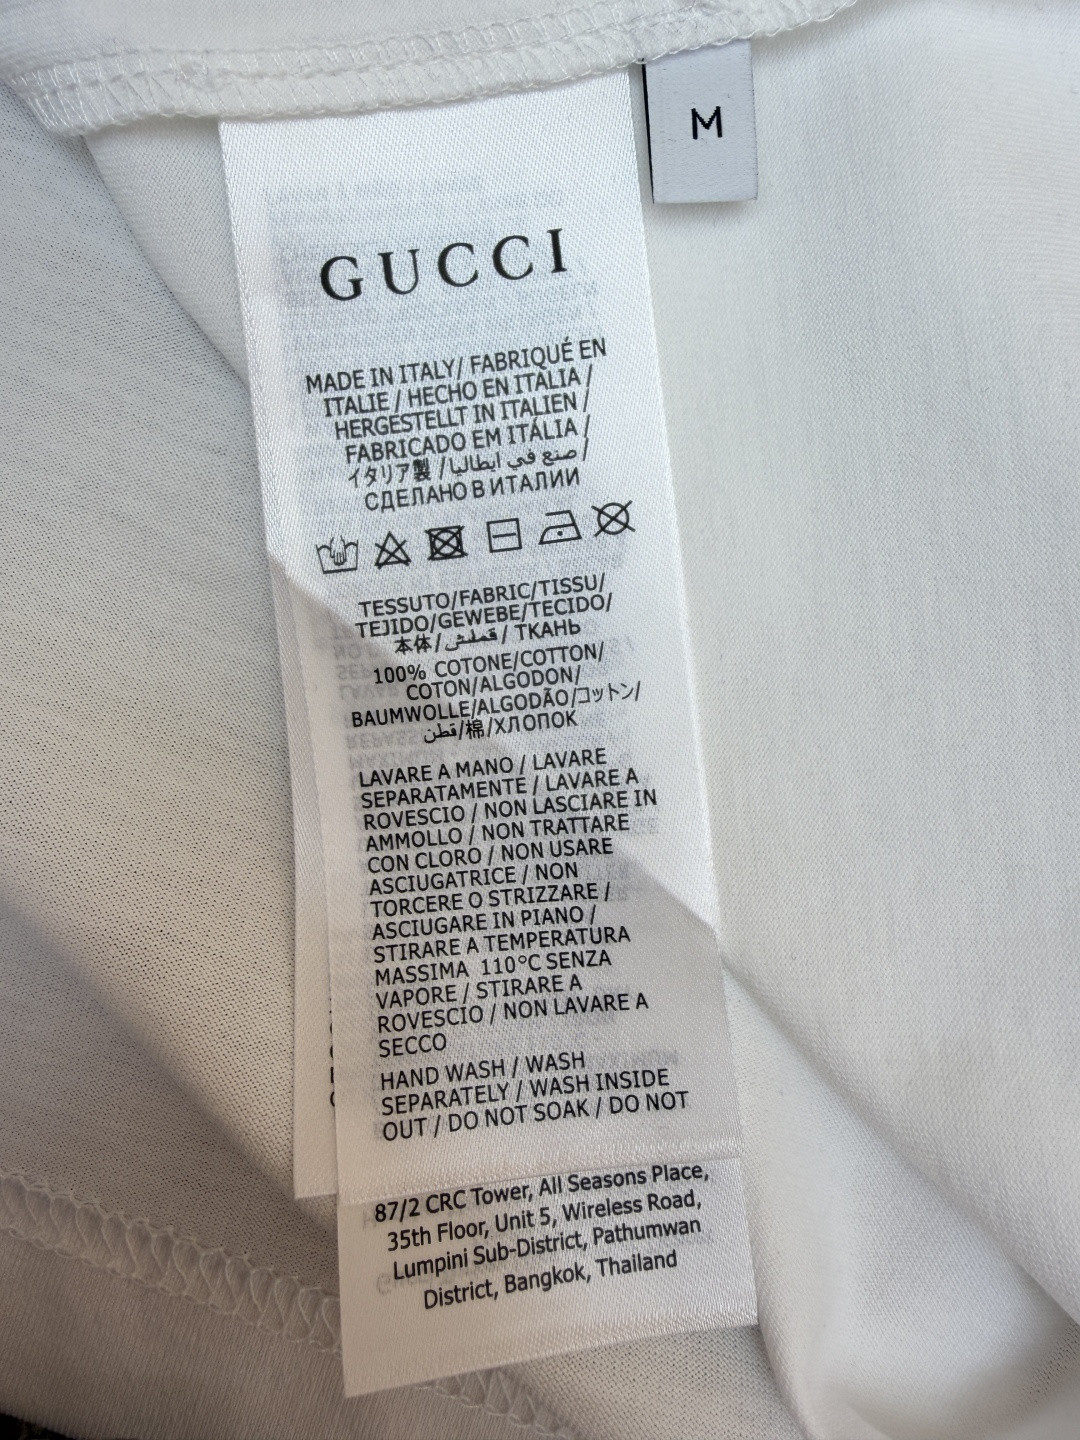 M
GUCCI
MADE IN ITALY/ FABRIQUÉ EN
ITALIE / HECHO EN ITALIA /
HERGESTELLT IN ITALIEN /
FABRICADO EM ITÁLIA /
イタリア製 / صنع في ايطاليا /
СДЕЛАНО В ИТАЛИИ
TESSUTO/FABRIC/TISSU/
TEJIDO/GEWEBE/TECIDO/
本体/ / ТКАНЬ
100% COTONE/COTTON/
COTON/ALGODON/
BAUMWOLLE/ALGODÃO/コットン/
قطن/棉/ХЛОПОК
LAVARE A MANO / LAVARE
SEPARATAMENTE / LAVARE A
ROVESCIO / NON LASCIARE IN
AMMOLLO / NON TRATTARE
CON CLORO / NON USARE
ASCIUGATRICE / NON
TORCERE O STRIZZARE /
ASCIUGARE IN PIANO /
STIRARE A TEMPERATURA
MASSIMA 110°C SENZA
VAPORE / STIRARE A
ROVESCIO / NON LAVARE A
SECCO
HAND WASH / WASH
SEPARATELY / WASH INSIDE
OUT / DO NOT SOAK / DO NOT
87/2 CRC Tower, All Seasons Place,
35th Floor, Unit 5, Wireless Road,
Lumpini Sub-District, Pathumwan
District, Bangkok, Thailand